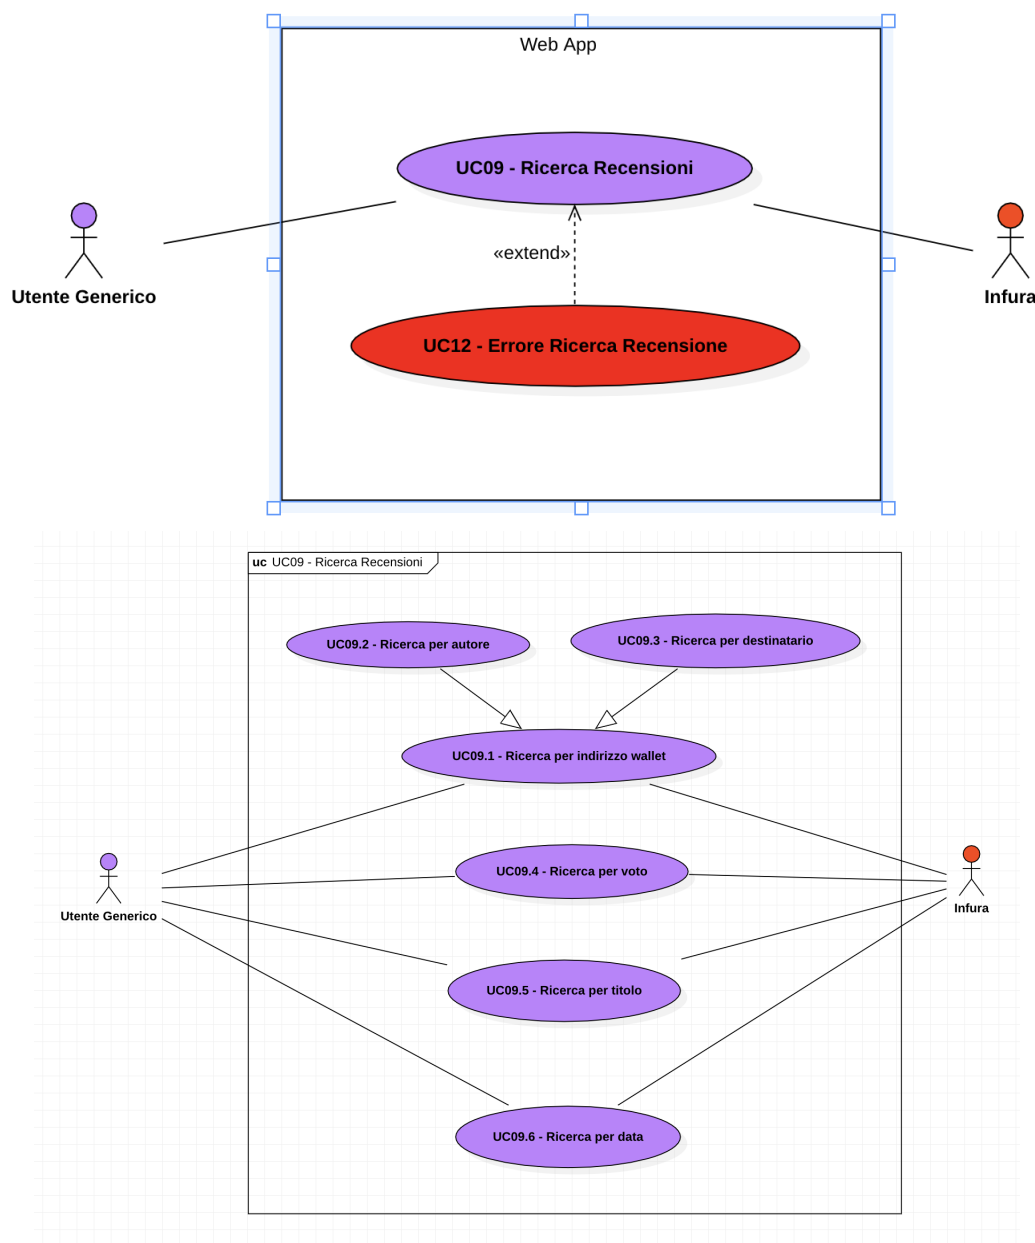 Web App
UC09 - Ricerca Recensioni
«extend»
Utente Generico
Infura
UC12 - Errore Ricerca Recensione
uc UC09 - Ricerca Recensioni
UC09.2 - Ricerca per autore
UC09.3 - Ricerca per destinatario
UC09.1 - Ricerca per indirizzo wallet
UC09.4 - Ricerca per voto
Utente Generico
Infura
UC09.5 - Ricerca per titolo
UC09.6 - Ricerca per data